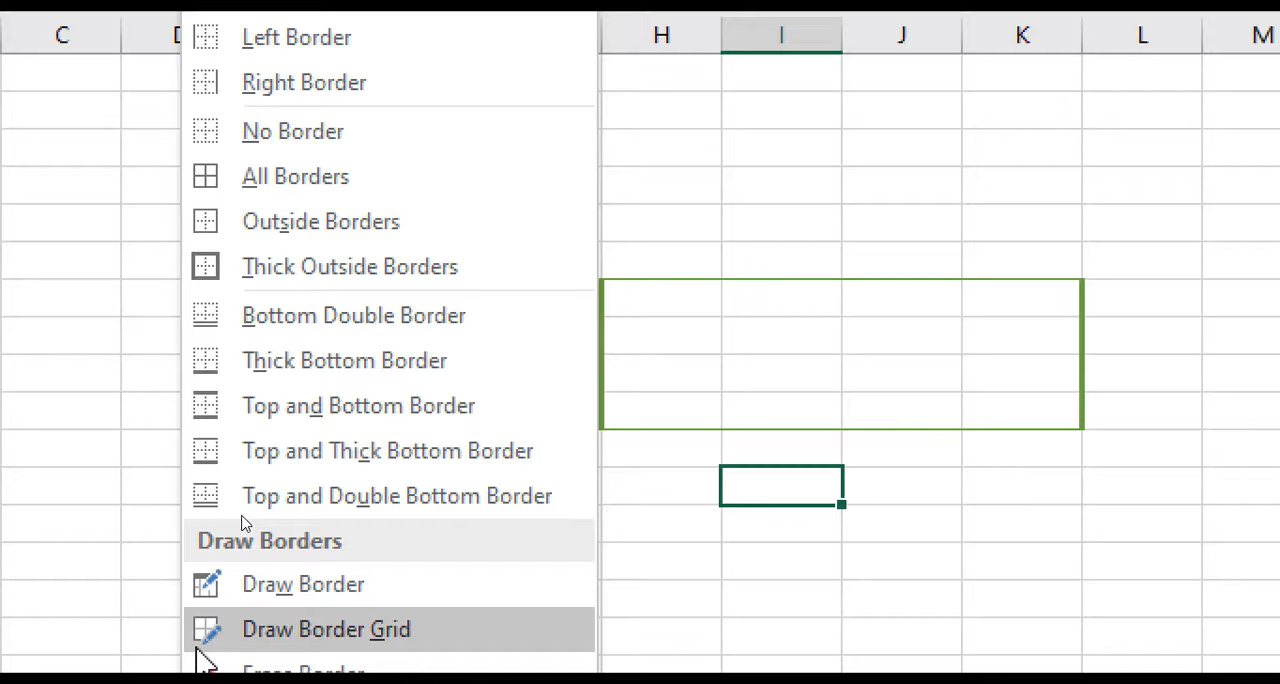 C
H I J K L M
Left Border
Right Border
No Border
All Borders
Outside Borders
Thick Outside Borders
Bottom Double Border
Thick Bottom Border
Top and Bottom Border
Top and Thick Bottom Border
Top and Double Bottom Border
Draw Borders
Draw Border
Draw Border Grid